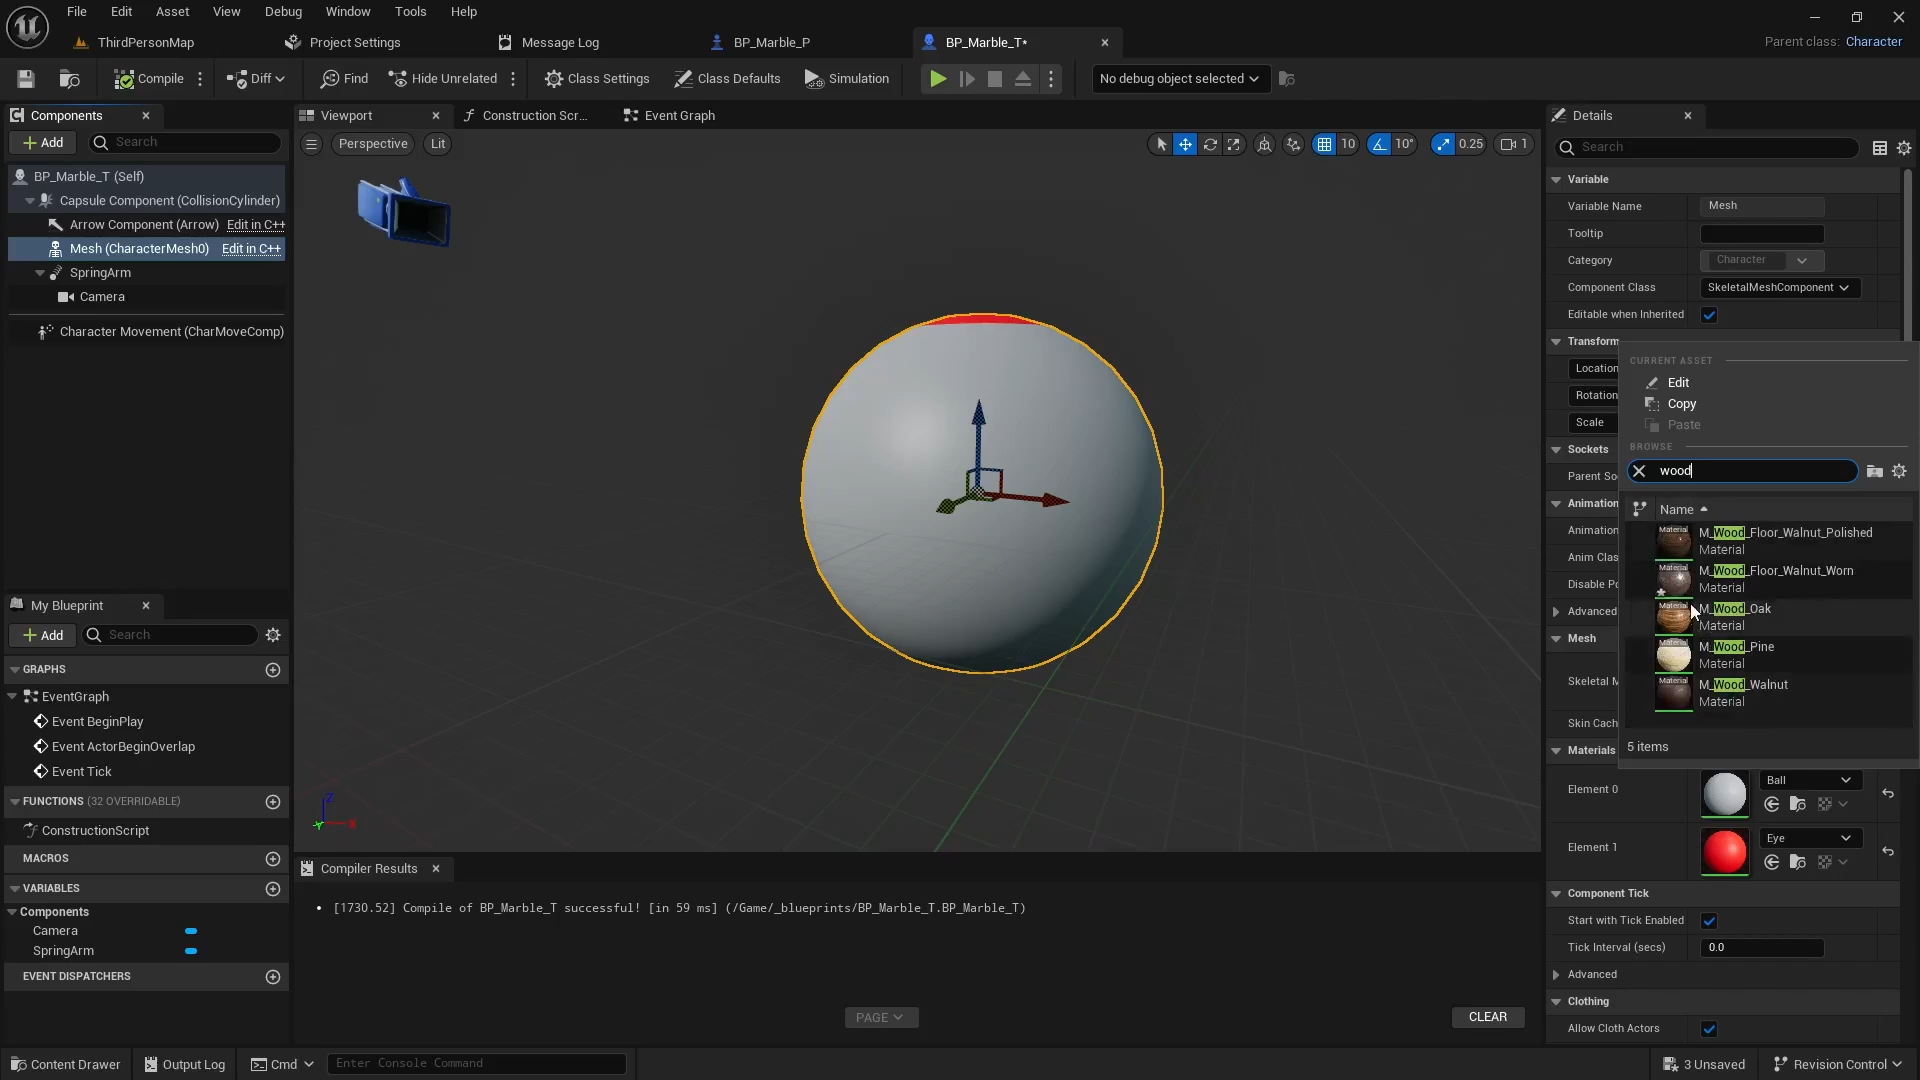 File Edit Asset View Debug Window Tools Help
ThirdPersonMap Project Settings Message Log BP_Marble_P BP_Marble_T* Parent class: Character
Compile Diff Find Hide Unrelated Class Settings Class Defaults Simulation No debug object selected
Components
Add Search
BP_Marble_T (Self)
Capsule Component (CollisionCylinder)
Arrow Component (Arrow) Edit in C++
Mesh (CharacterMesh0) Edit in C++
SpringArm
Camera
Character Movement (CharMoveComp)
My Blueprint
Add Search
GRAPHS
EventGraph
Event BeginPlay
Event ActorBeginOverlap
Event Tick
FUNCTIONS (32 OVERRIDABLE)
ConstructionScript
MACROS
VARIABLES
Components
Camera
SpringArm
EVENT DISPATCHERS
Viewport Construction Scr... Event Graph
Perspective Lit 10 10° 0.25 1
Z
X
Y
Compiler Results
[1730.52] Compile of BP_Marble_T successful! [in 59 ms] (/Game/_blueprints/BP_Marble_T.BP_Marble_T)
PAGE CLEAR
Details
Search
Variable
Variable Name Mesh
Tooltip
Category Character
Component Class SkeletalMeshComponent
Editable when Inherited
Transform
Location
Rotation
Scale
Sockets
Parent So
Animation
Animation
Anim Clas
Disable Po
Advanced
Mesh
Skeletal M
Skin Cach
Materials
CURRENT ASSET
Edit
Copy
Paste
BROWSE
wood
Name
Material M_Wood_Floor_Walnut_Polished
Material
Material M_Wood_Floor_Walnut_Worn
Material
Material M_Wood_Oak
Material
Material M_Wood_Pine
Material
Material M_Wood_Walnut
Material
5 items
Element 0 Ball
Element 1 Eye
Component Tick
Start with Tick Enabled
Tick Interval (secs) 0.0
Advanced
Clothing
Allow Cloth Actors
Content Drawer Output Log Cmd Enter Console Command 3 Unsaved Revision Control